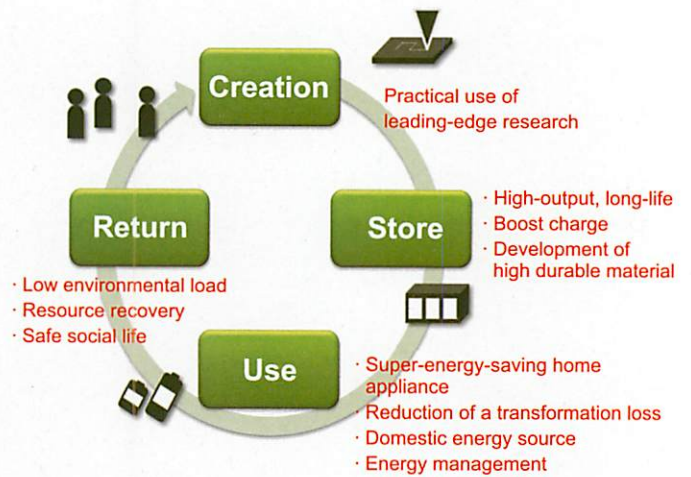 Creation
Practical use of
leading-edge research
Store
· High-output, long-life
· Boost charge
· Development of
high durable material
Use
· Super-energy-saving home
appliance
· Reduction of a transformation loss
· Domestic energy source
· Energy management
Return
· Low environmental load
· Resource recovery
· Safe social life